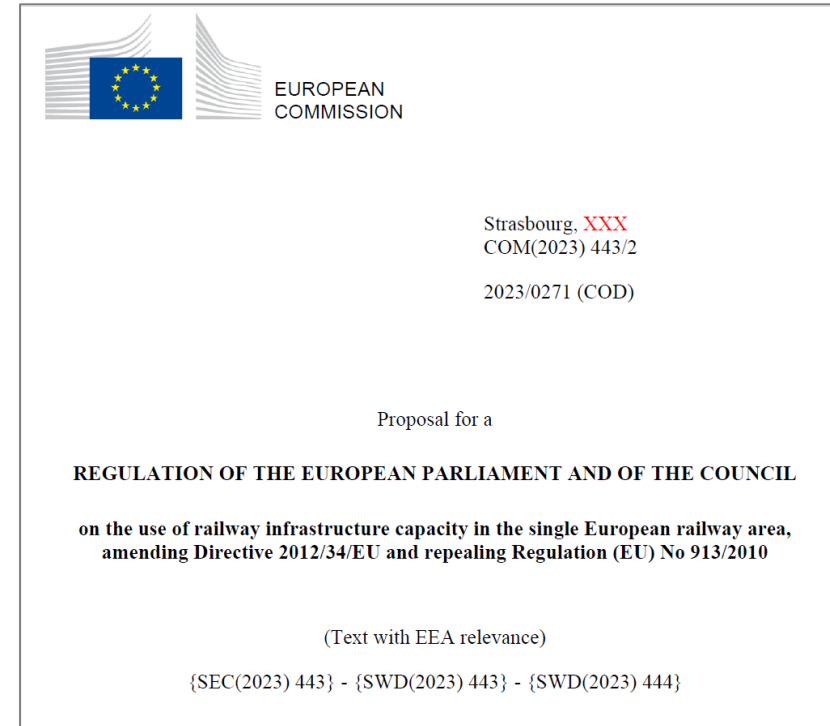 EUROPEAN
COMMISSION
Strasbourg, XXX
COM(2023) 443/2
2023/0271 (COD)
Proposal for a
REGULATION OF THE EUROPEAN PARLIAMENT AND OF THE COUNCIL
on the use of railway infrastructure capacity in the single European railway area,
amending Directive 2012/34/EU and repealing Regulation (EU) No 913/2010
(Text with EEA relevance)
{SEC(2023) 443} - {SWD(2023) 443} - {SWD(2023) 444}